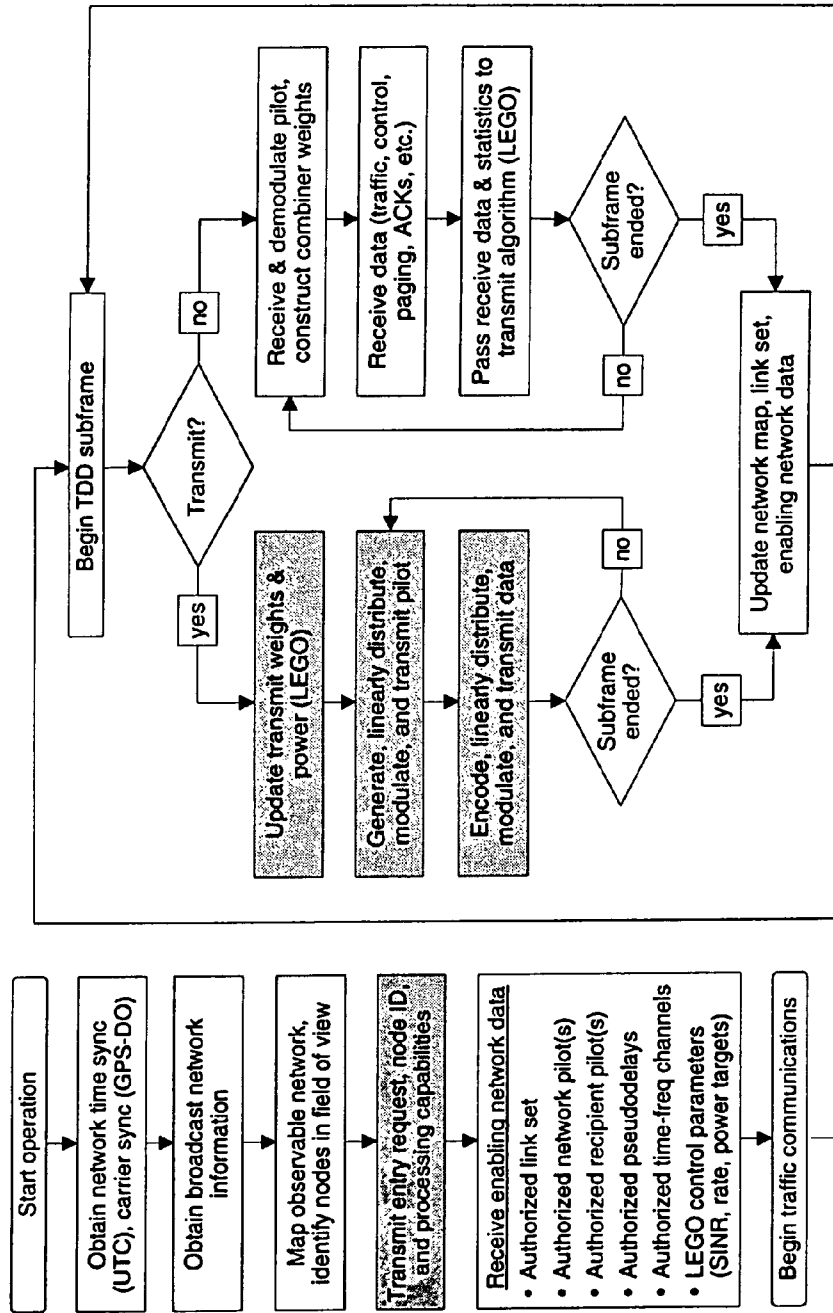 Start operation
Obtain network time sync
(UTC), carrier sync (GPS-DO)
Obtain broadcast network
information
Map observable network,
identify nodes in field of view
Transmit entry request, node ID,
and processing capabilities
Receive enabling network data
• Authorized link set
• Authorized network pilot(s)
• Authorized recipient pilot(s)
• Authorized pseudodelays
• Authorized time-freq channels
• LEGO control parameters
(SINR, rate, power targets)
Begin traffic communications
Begin TDD subframe
Transmit?
yes
no
Update transmit weights &
power (LEGO)
Generate, linearly distribute,
modulate, and transmit pilot
Encode, linearly distribute,
modulate, and transmit data
Subframe
ended?
no
yes
Receive & demodulate pilot,
construct combiner weights
Receive data (traffic, control,
paging, ACKs, etc.)
Pass receive data & statistics to
transmit algorithm (LEGO)
Subframe
ended?
no
yes
Update network map, link set,
enabling network data